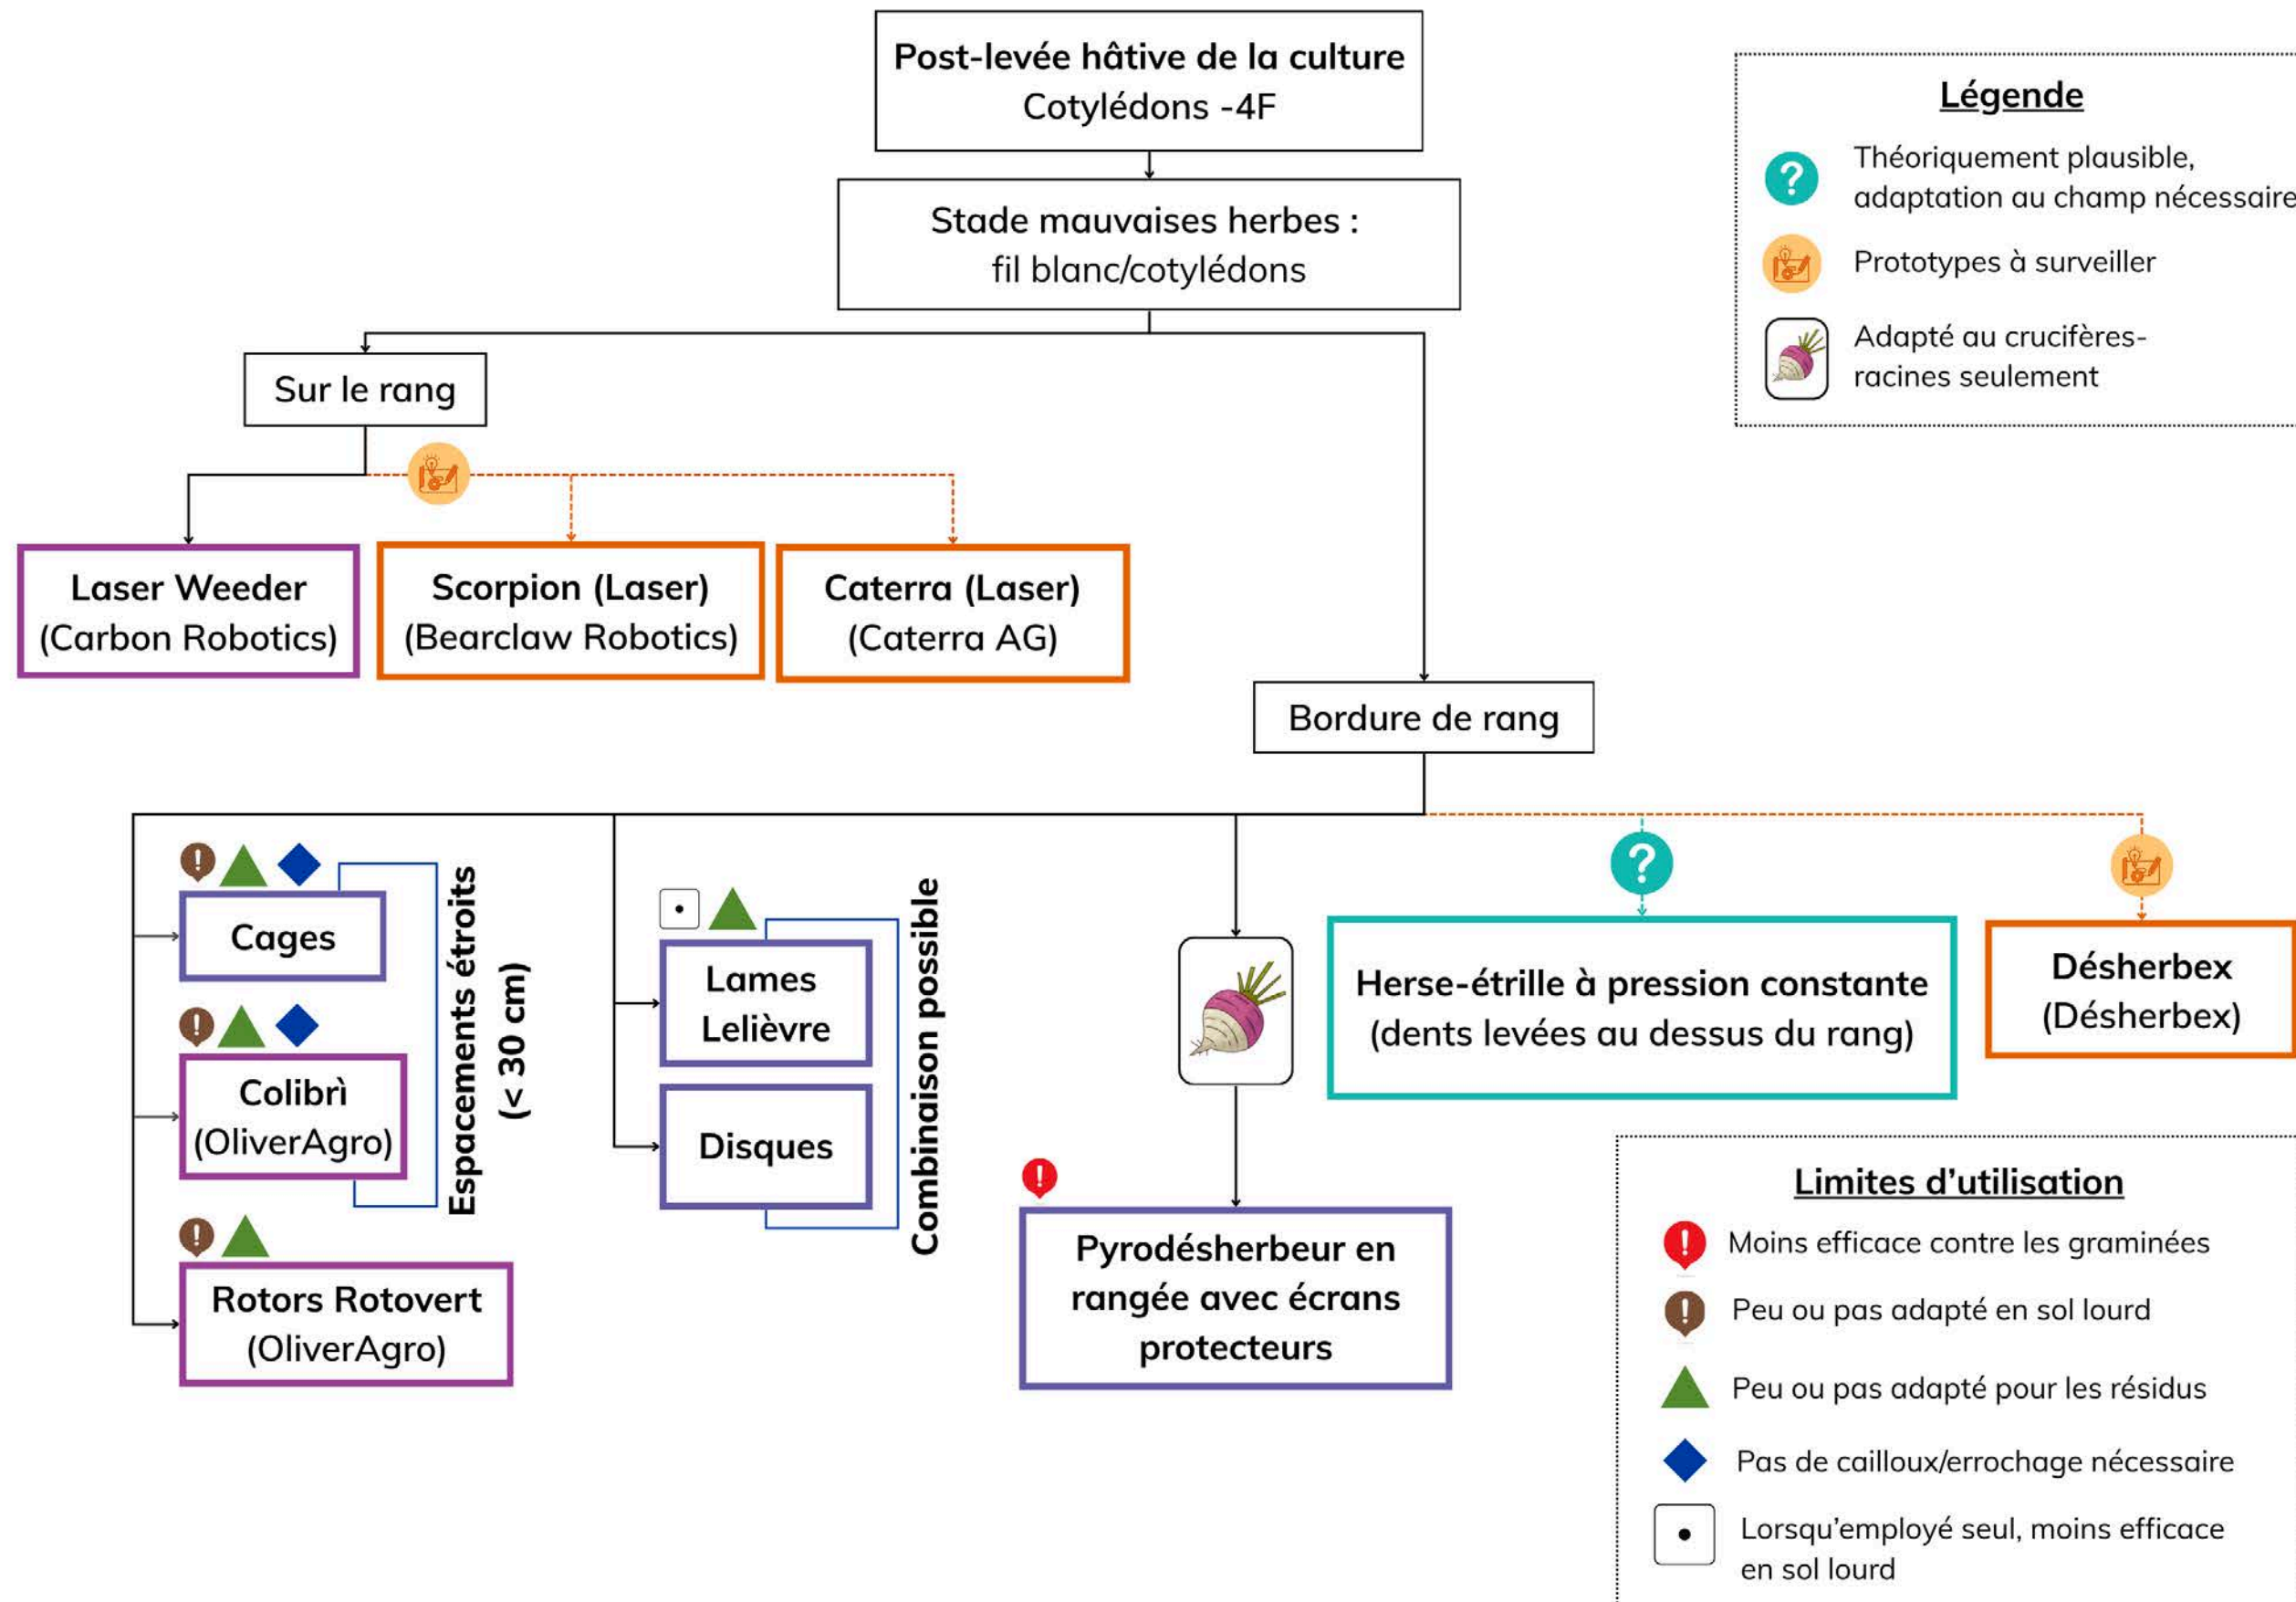 Post-levée hâtive de la culture
Cotylédons -4F
Légende
Théoriquement plausible,
adaptation au champ nécessaire
Prototypes à surveiller
Adapté au crucifères-
racines seulement
Stade mauvaises herbes :
fil blanc/cotylédons
Sur le rang
Laser Weeder
(Carbon Robotics)
Scorpion (Laser)
(Bearclaw Robotics)
Caterra (Laser)
(Caterra AG)
Bordure de rang
Cages
Colibrì
(OliverAgro)
Rotors Rotovert
(OliverAgro)
Espacements étroits
(< 30 cm)
Lames
Lelièvre
Disques
Combinaison possible
Pyrodésherbeur en
rangée avec écrans
protecteurs
Herse-étrille à pression constante
(dents levées au dessus du rang)
Désherbex
(Désherbex)
Limites d'utilisation
Moins efficace contre les graminées
Peu ou pas adapté en sol lourd
Peu ou pas adapté pour les résidus
Pas de cailloux/errochage nécessaire
Lorsqu'employé seul, moins efficace
en sol lourd